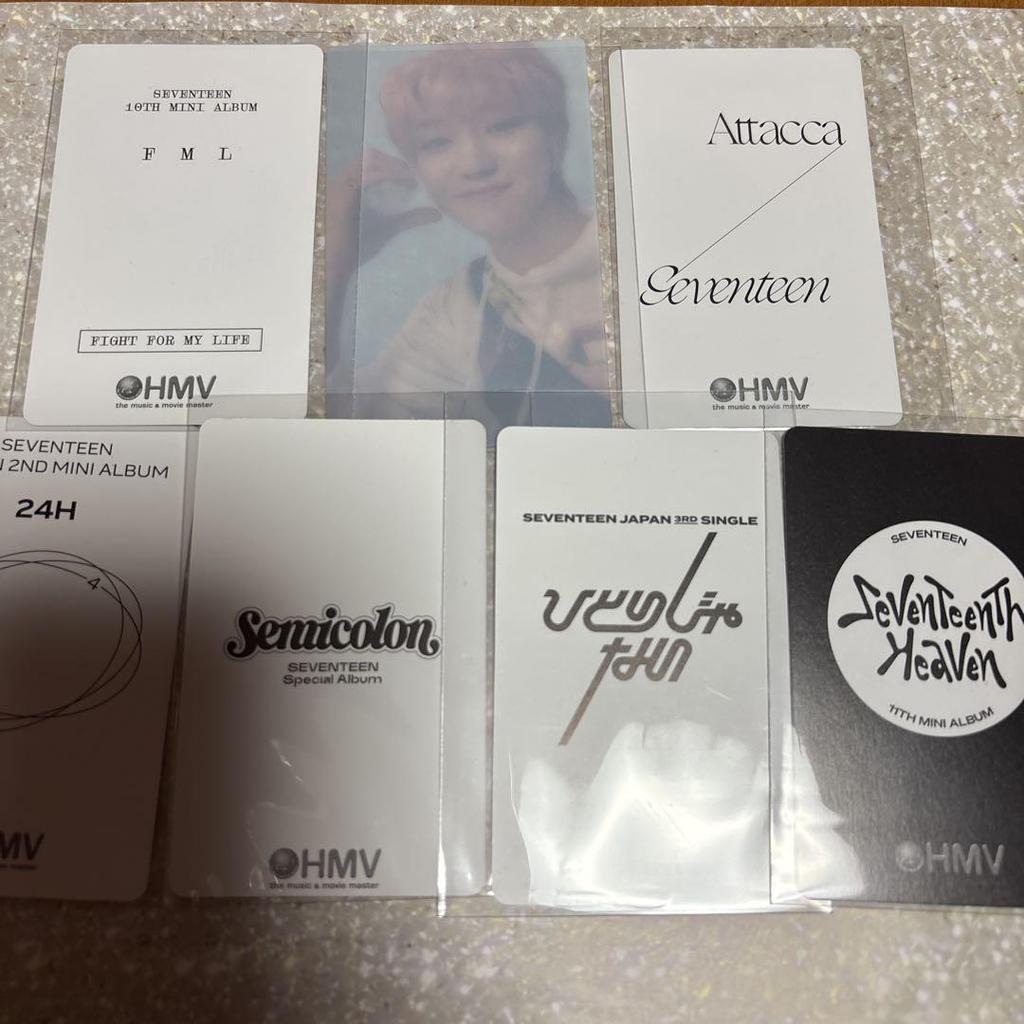 SEVENTEEN
10TH MINI ALBUM
F M L
FIGHT FOR MY LIFE
HMV
the music & movie master
Attacca
Seventeen
HMV
the music & movie master
SEVENTEEN
2ND MINI ALBUM
24H
4
HMV
Semicolon
SEVENTEEN
Special Album
HMV
the music & movie master
SEVENTEEN JAPAN 3RD SINGLE
ひとりじゃ
ない
SEVENTEEN
SevenTeenTh
Heaven
11TH MINI ALBUM
HMV